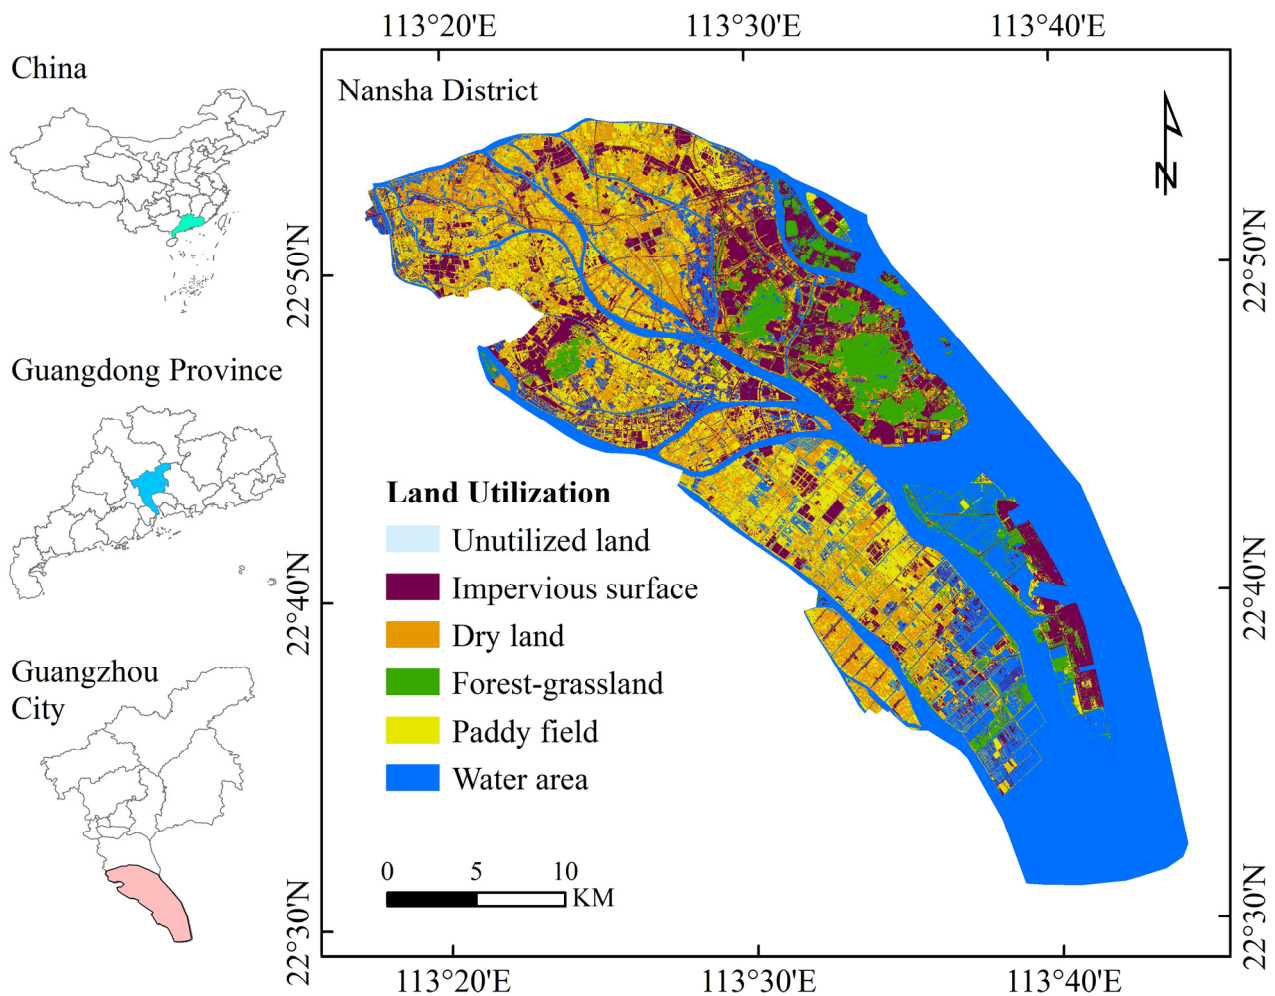 113°20'E 113°30'E 113°40'E
China
Nansha District
N
22°50'N
22°50'N
Guangdong Province
Land Utilization
Unutilized land
Impervious surface
Dry land
Forest-grassland
Paddy field
Water area
22°40'N
22°40'N
Guangzhou
City
0 5 10
KM
22°30'N
22°30'N
113°20'E 113°30'E 113°40'E